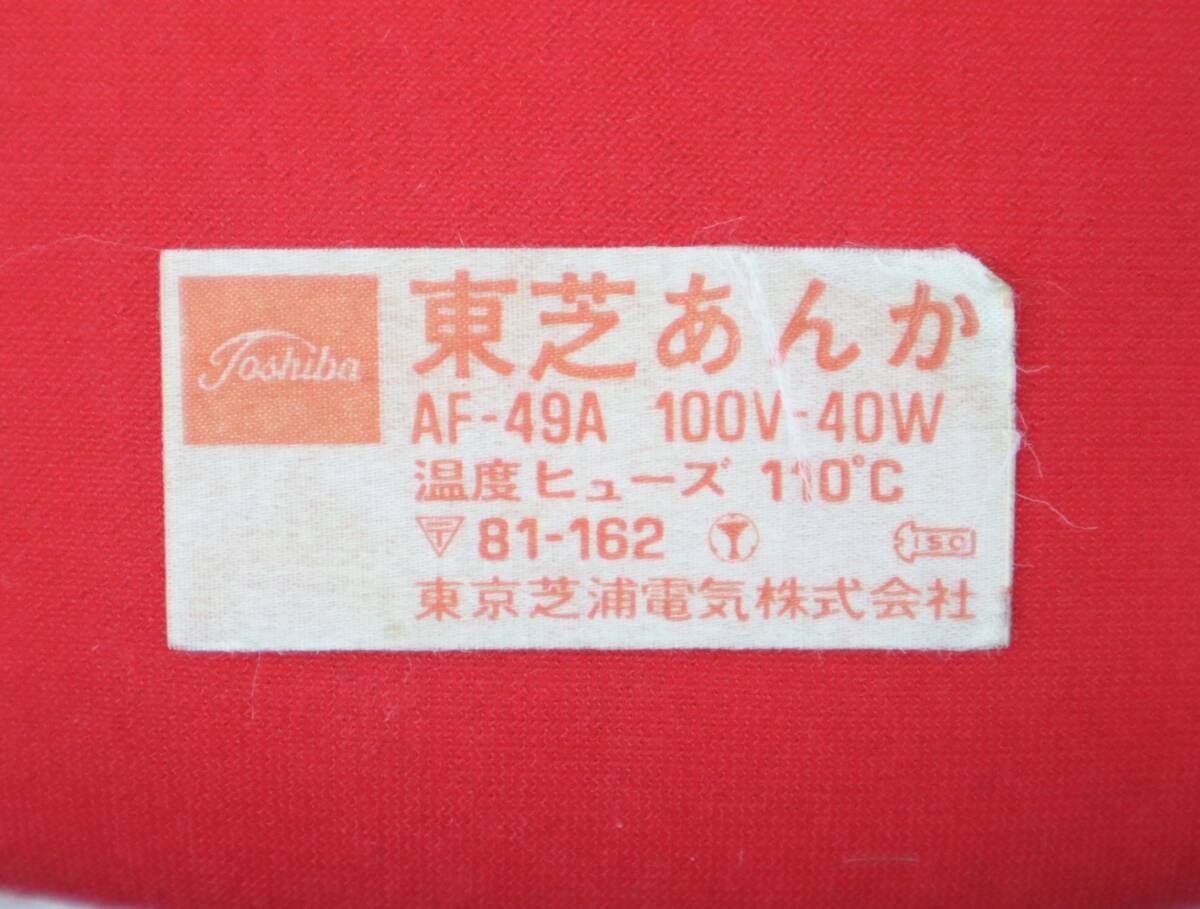 Toshiba
東芝あんか
AF-49A 100V-40W
温度ヒューズ 110℃
〒 81-162 T ISO
東京芝浦電気株式会社